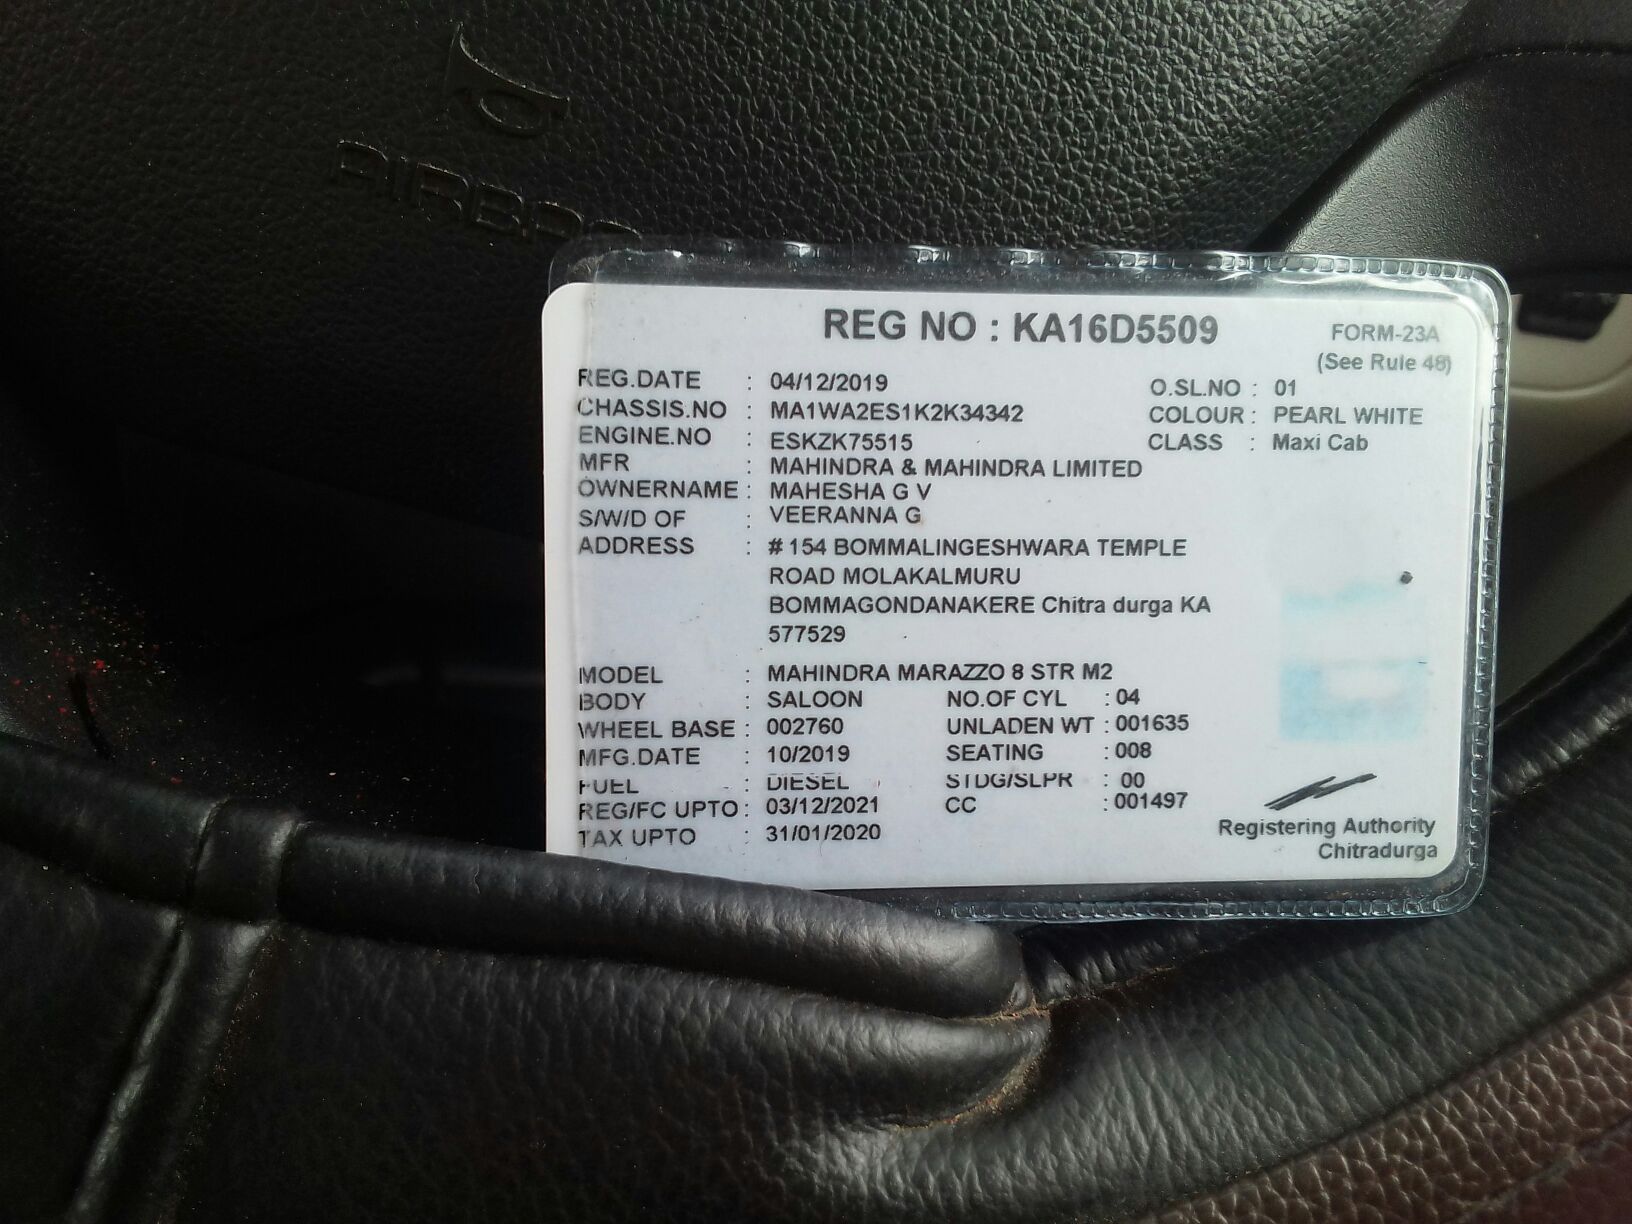 AIRBAG
REG NO : KA16D5509
FORM-23A
(See Rule 48)
REG.DATE : 04/12/2019 O.SL.NO : 01
CHASSIS.NO : MA1WA2ES1K2K34342 COLOUR : PEARL WHITE
ENGINE.NO : ESKZK75515 CLASS : Maxi Cab
MFR : MAHINDRA & MAHINDRA LIMITED
OWNERNAME : MAHESHA G V
S/W/D OF : VEERANNA G
ADDRESS : # 154 BOMMALINGESHWARA TEMPLE
ROAD MOLAKALMURU
BOMMAGONDANAKERE Chitra durga KA
577529
MODEL : MAHINDRA MARAZZO 8 STR M2
BODY : SALOON NO.OF CYL : 04
WHEEL BASE : 002760 UNLADEN WT : 001635
MFG.DATE : 10/2019 SEATING : 008
FUEL : DIESEL STDG/SLPR : 00
REG/FC UPTO : 03/12/2021 CC : 001497
TAX UPTO : 31/01/2020
Registering Authority
Chitradurga